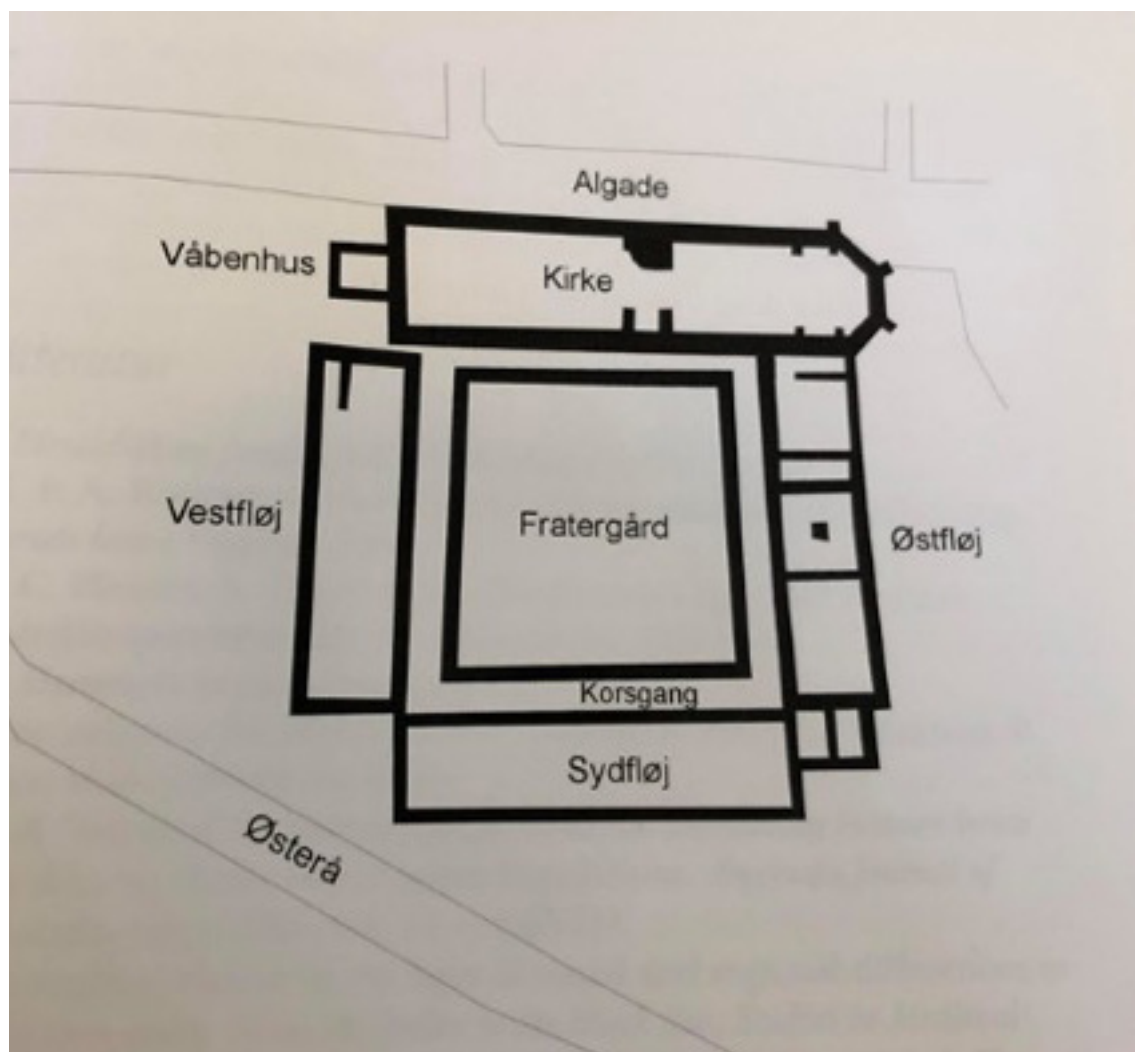 Algade
Våbenhus
Kirke
Vestfløj
Fratergård
Østfløj
Korsgang
Sydfløj
Østerå